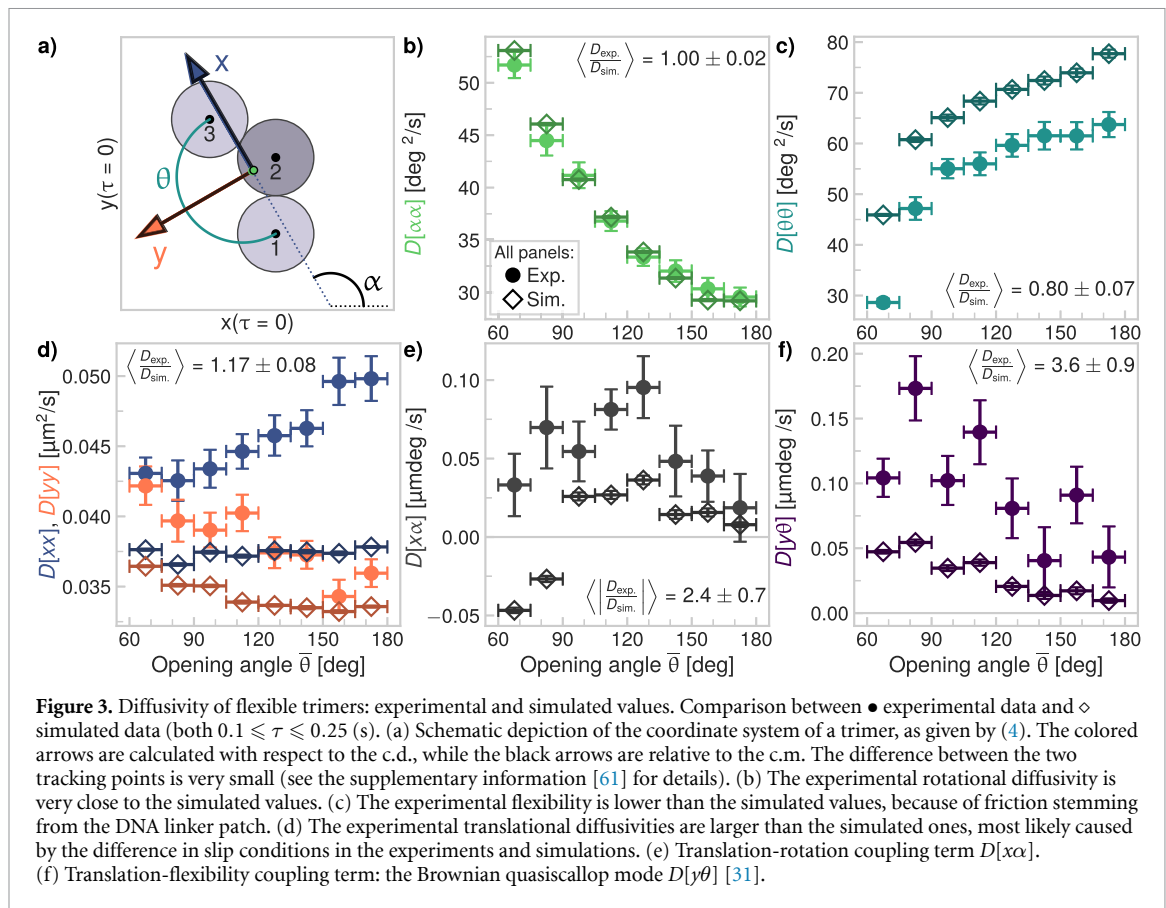 a)
x
3
2
θ
y
1
α
y(τ = 0)
x(τ = 0)
b)
⟨D_exp. / D_sim.⟩ = 1.00 ± 0.02
D[αα] [deg ²/s]
50
45
40
35
30
All panels:
Exp.
Sim.
60 90 120 150 180
c)
D[θθ] [deg ²/s]
80
70
60
50
40
30
⟨D_exp. / D_sim.⟩ = 0.80 ± 0.07
60 90 120 150 180
d)
⟨D_exp. / D_sim.⟩ = 1.17 ± 0.08
D[xx], D[yy] [μm²/s]
0.050
0.045
0.040
0.035
60 90 120 150 180
Opening angle θ̅ [deg]
e)
D[xα] [μmdeg /s]
0.10
0.05
0.00
−0.05
⟨|D_exp. / D_sim.|⟩ = 2.4 ± 0.7
60 90 120 150 180
Opening angle θ̅ [deg]
f)
⟨D_exp. / D_sim.⟩ = 3.6 ± 0.9
D[yθ] [μmdeg /s]
0.20
0.15
0.10
0.05
0.00
60 90 120 150 180
Opening angle θ̅ [deg]
Figure 3. Diffusivity of flexible trimers: experimental and simulated values. Comparison between • experimental data and ⋄
simulated data (both 0.1 ⩽ τ ⩽ 0.25 (s). (a) Schematic depiction of the coordinate system of a trimer, as given by (4). The colored
arrows are calculated with respect to the c.d., while the black arrows are relative to the c.m. The difference between the two
tracking points is very small (see the supplementary information [61] for details). (b) The experimental rotational diffusivity is
very close to the simulated values. (c) The experimental flexibility is lower than the simulated values, because of friction stemming
from the DNA linker patch. (d) The experimental translational diffusivities are larger than the simulated ones, most likely caused
by the difference in slip conditions in the experiments and simulations. (e) Translation-rotation coupling term D[xα].
(f) Translation-flexibility coupling term: the Brownian quasiscallop mode D[yθ] [31].